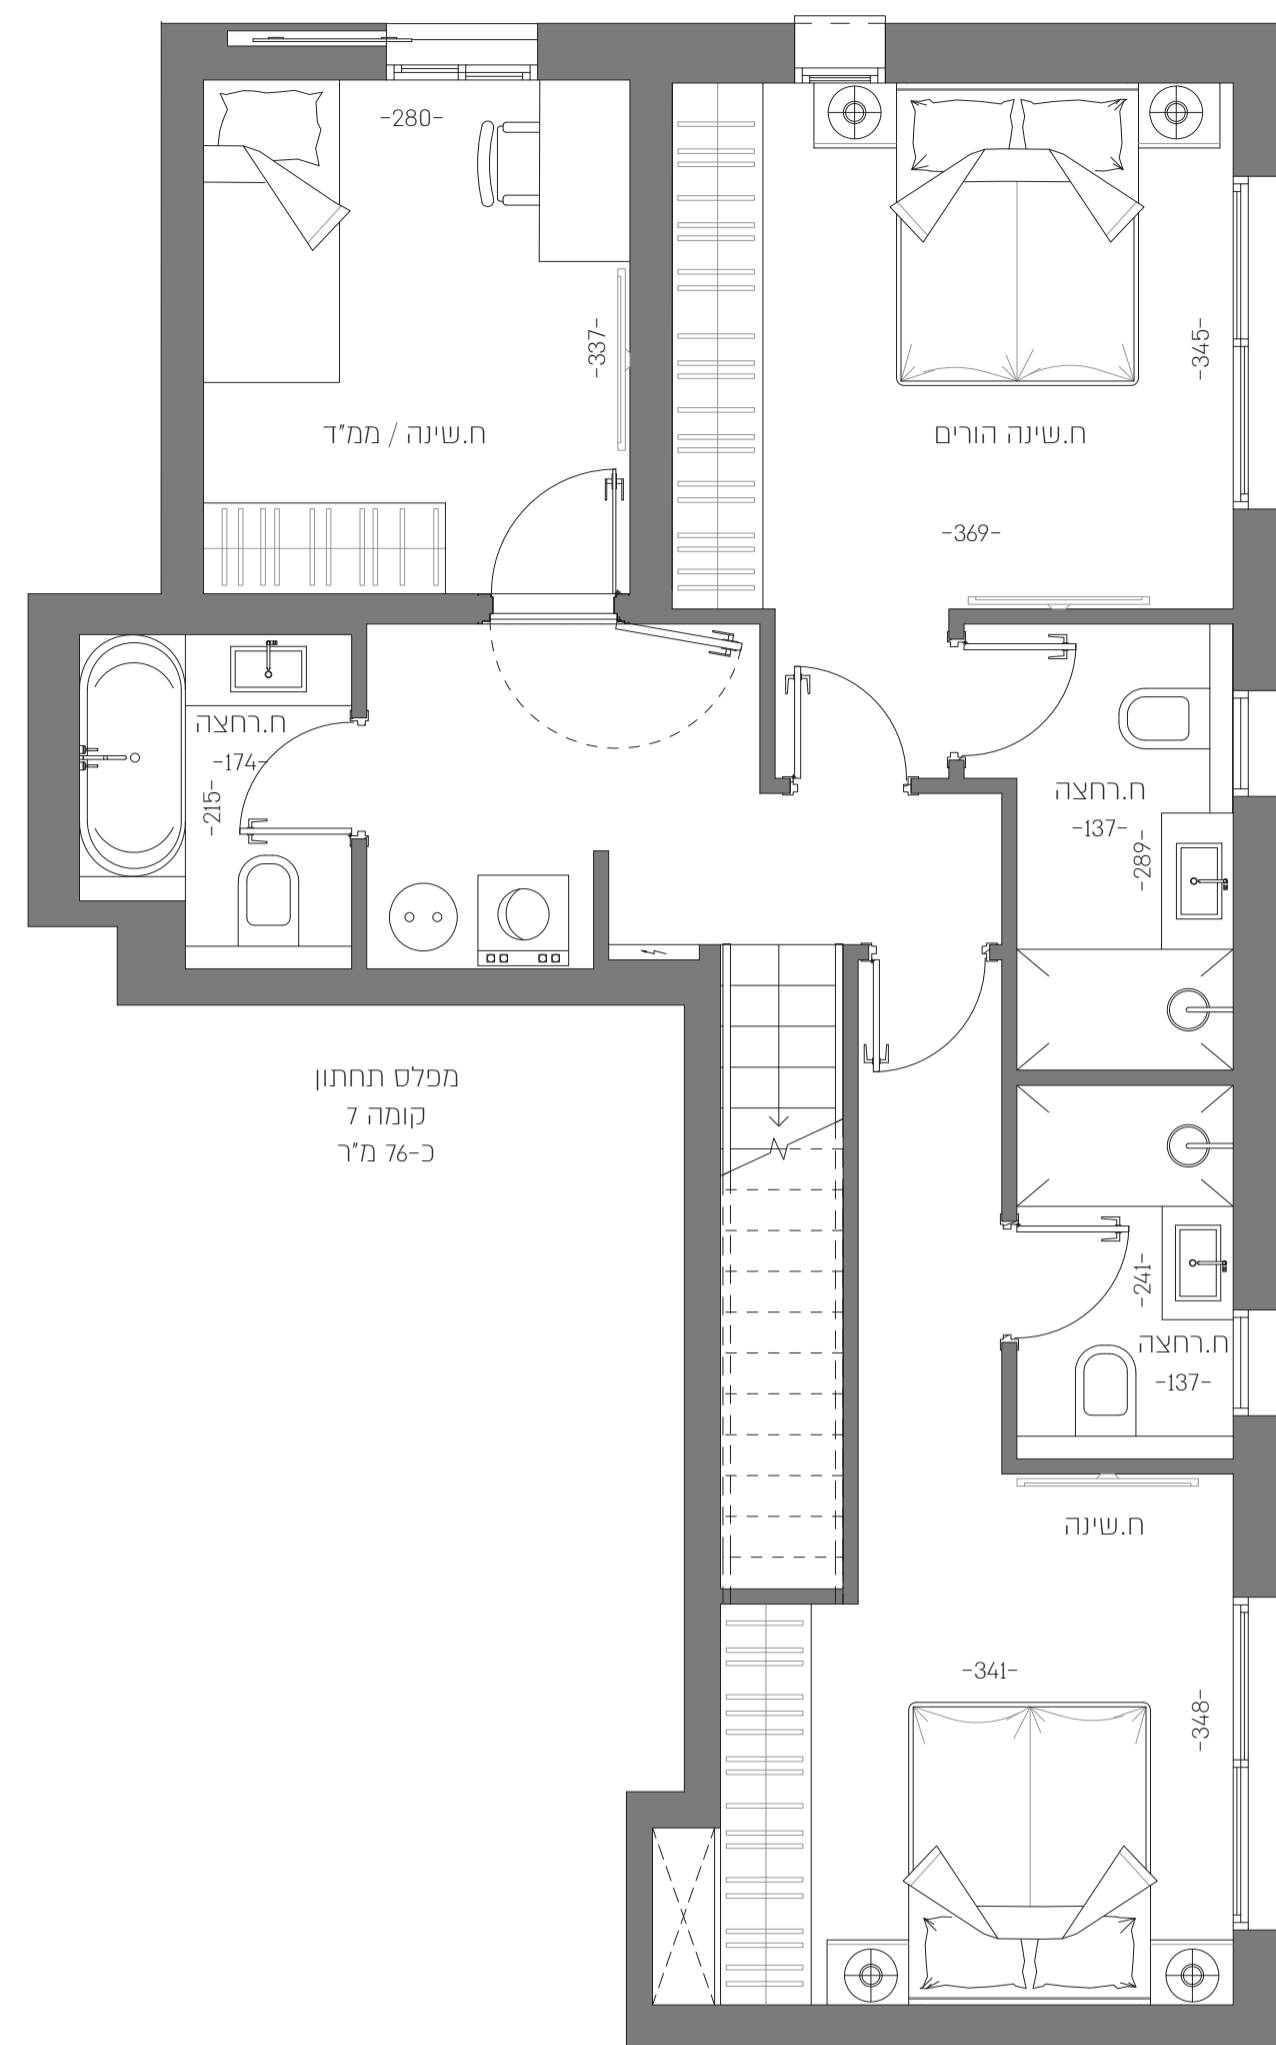 -280-
-337-
ח.שינה / ממ"ד
-345-
ח.שינה הורים
-369-
ח.רחצה
-174-
-215-
ח.רחצה
-137-
-289-
מפלס תחתון
קומה 7
כ-76 מ"ר
-241-
ח.רחצה
-137-
ח.שינה
-341-
-348-